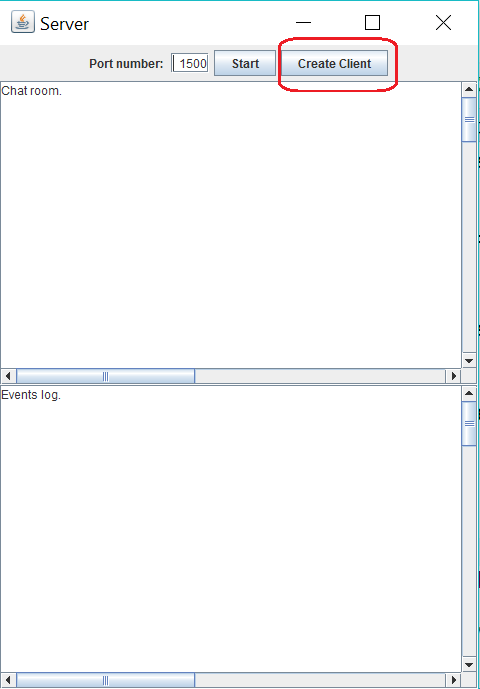 Server
Port number: 1500 Start Create Client
Chat room.
Events log.